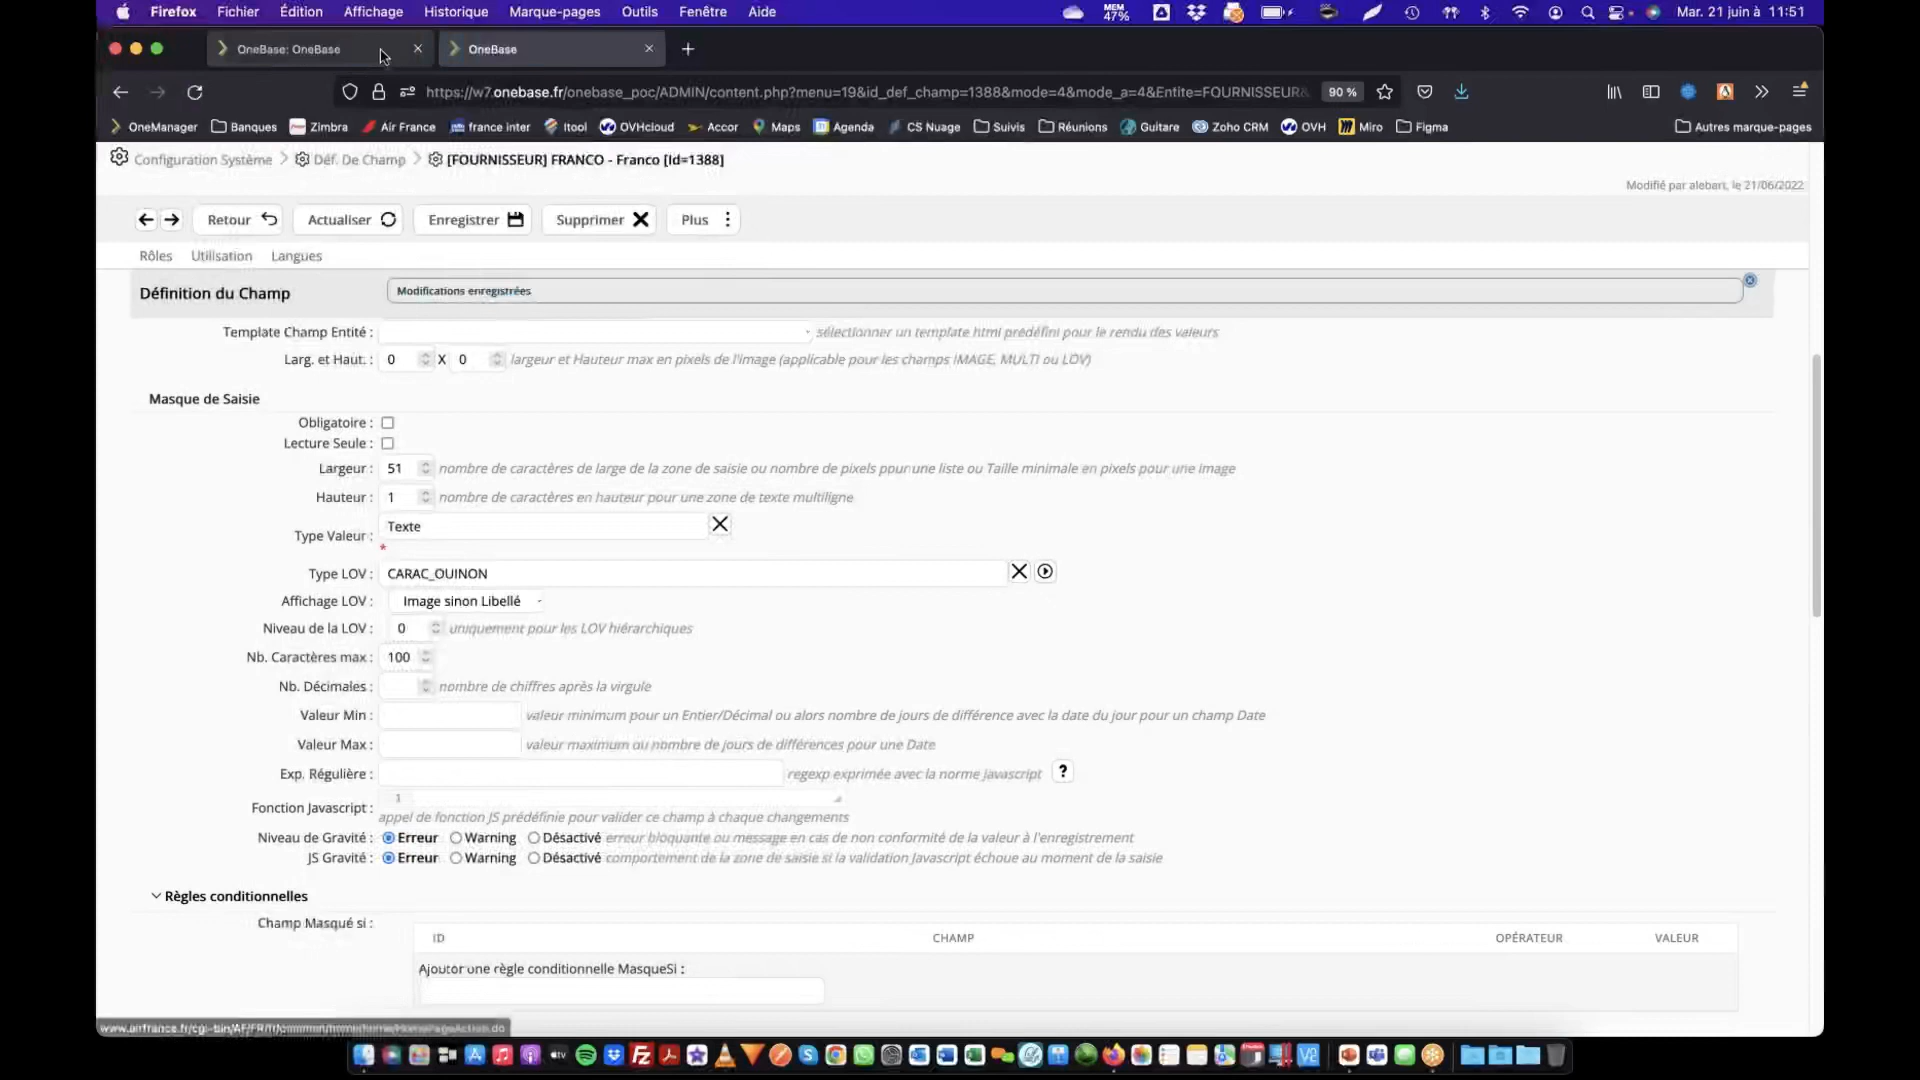 Firefox Fichier Édition Affichage Historique Marque-pages Outils Fenêtre Aide MEM 47% Mar. 21 juin à 11:51
OneBase: OneBase OneBase
https://w7.onebase.fr/onebase_poc/ADMIN/content.php?menu=19&id_def_champ=1388&mode=4&mode_a=4&Entite=FOURNISSEUR& 90 %
OneManager Banques Zimbra Air France france inter Itool OVHcloud Accor Maps Agenda CS Nuage Suivis Réunions Guitare Zoho CRM OVH Miro Figma Autres marque-pages
Configuration Système Déf. De Champ [FOURNISSEUR] FRANCO - Franco [Id=1388]
Modifié par alebari, le 21/06/2022
Retour Actualiser Enregistrer Supprimer Plus
Rôles Utilisation Langues
Définition du Champ Modifications enregistrées
Template Champ Entité : sélectionner un template html prédéfini pour le rendu des valeurs
Larg. et Haut. : 0 X 0 largeur et Hauteur max en pixels de l'image (applicable pour les champs IMAGE, MULTI ou LOV)
Masque de Saisie
Obligatoire :
Lecture Seule :
Largeur : 51 nombre de caractères de large de la zone de saisie ou nombre de pixels pour une liste ou Taille minimale en pixels pour une image
Hauteur : 1 nombre de caractères en hauteur pour une zone de texte multiligne
Type Valeur : Texte
*
Type LOV : CARAC_OUINON
Affichage LOV : Image sinon Libellé
Niveau de la LOV : 0 uniquement pour les LOV hiérarchiques
Nb. Caractères max : 100
Nb. Décimales : nombre de chiffres après la virgule
Valeur Min : valeur minimum pour un Entier/Décimal ou alors nombre de jours de différence avec la date du jour pour un champ Date
Valeur Max : valeur maximum ou nombre de jours de différences pour une Date
Exp. Régulière : regexp exprimée avec la norme Javascript ?
Fonction Javascript : 1
appel de fonction JS prédéfinie pour valider ce champ à chaque changements
Niveau de Gravité : Erreur Warning Désactivé erreur bloquante ou message en cas de non conformité de la valeur à l'enregistrement
JS Gravité : Erreur Warning Désactivé comportement de la zone de saisie si la validation Javascript échoue au moment de la saisie
Règles conditionnelles
Champ Masqué si :
ID CHAMP OPÉRATEUR VALEUR
Ajouter une règle conditionnelle MasqueSi :